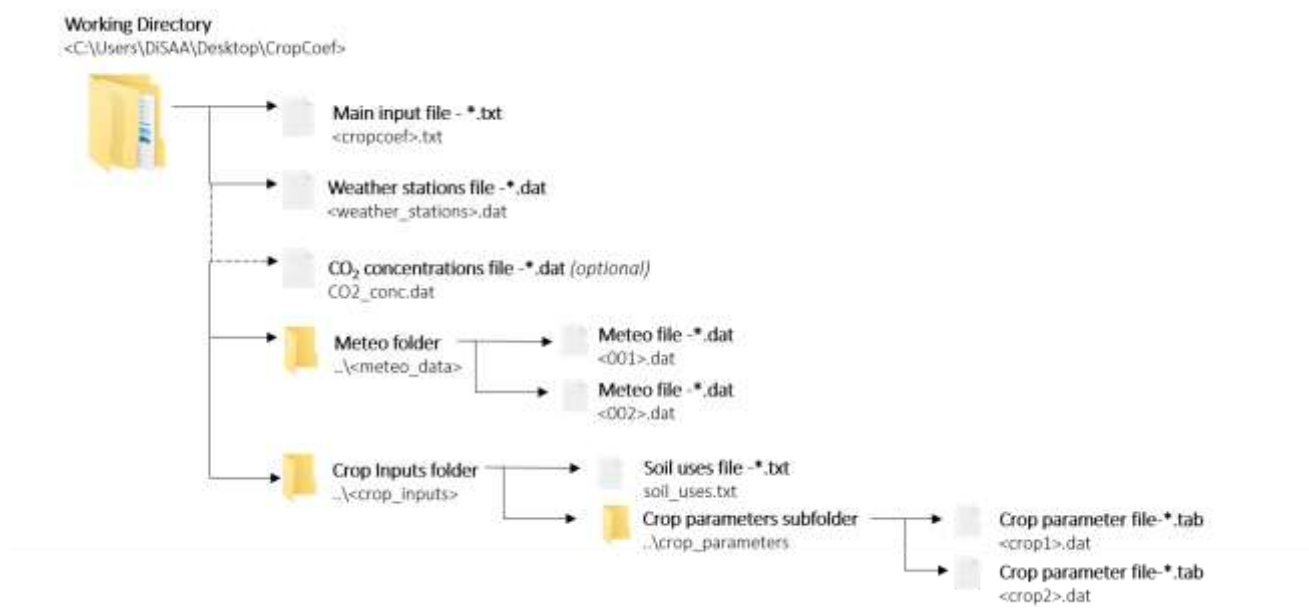 Working Directory
<C:\Users\DiSAA\Desktop\CropCoef>
Main input file - *.txt
<cropcoef>.txt
Weather stations file -*.dat
<weather_stations>.dat
CO₂ concentrations file -*.dat (optional)
CO2_conc.dat
Meteo folder
..\<meteo_data>
Meteo file -*.dat
<001>.dat
Meteo file -*.dat
<002>.dat
Crop Inputs folder
..\<crop_inputs>
Soil uses file -*.txt
soil_uses.txt
Crop parameters subfolder
..\crop_parameters
Crop parameter file-*.tab
<crop1>.dat
Crop parameter file-*.tab
<crop2>.dat